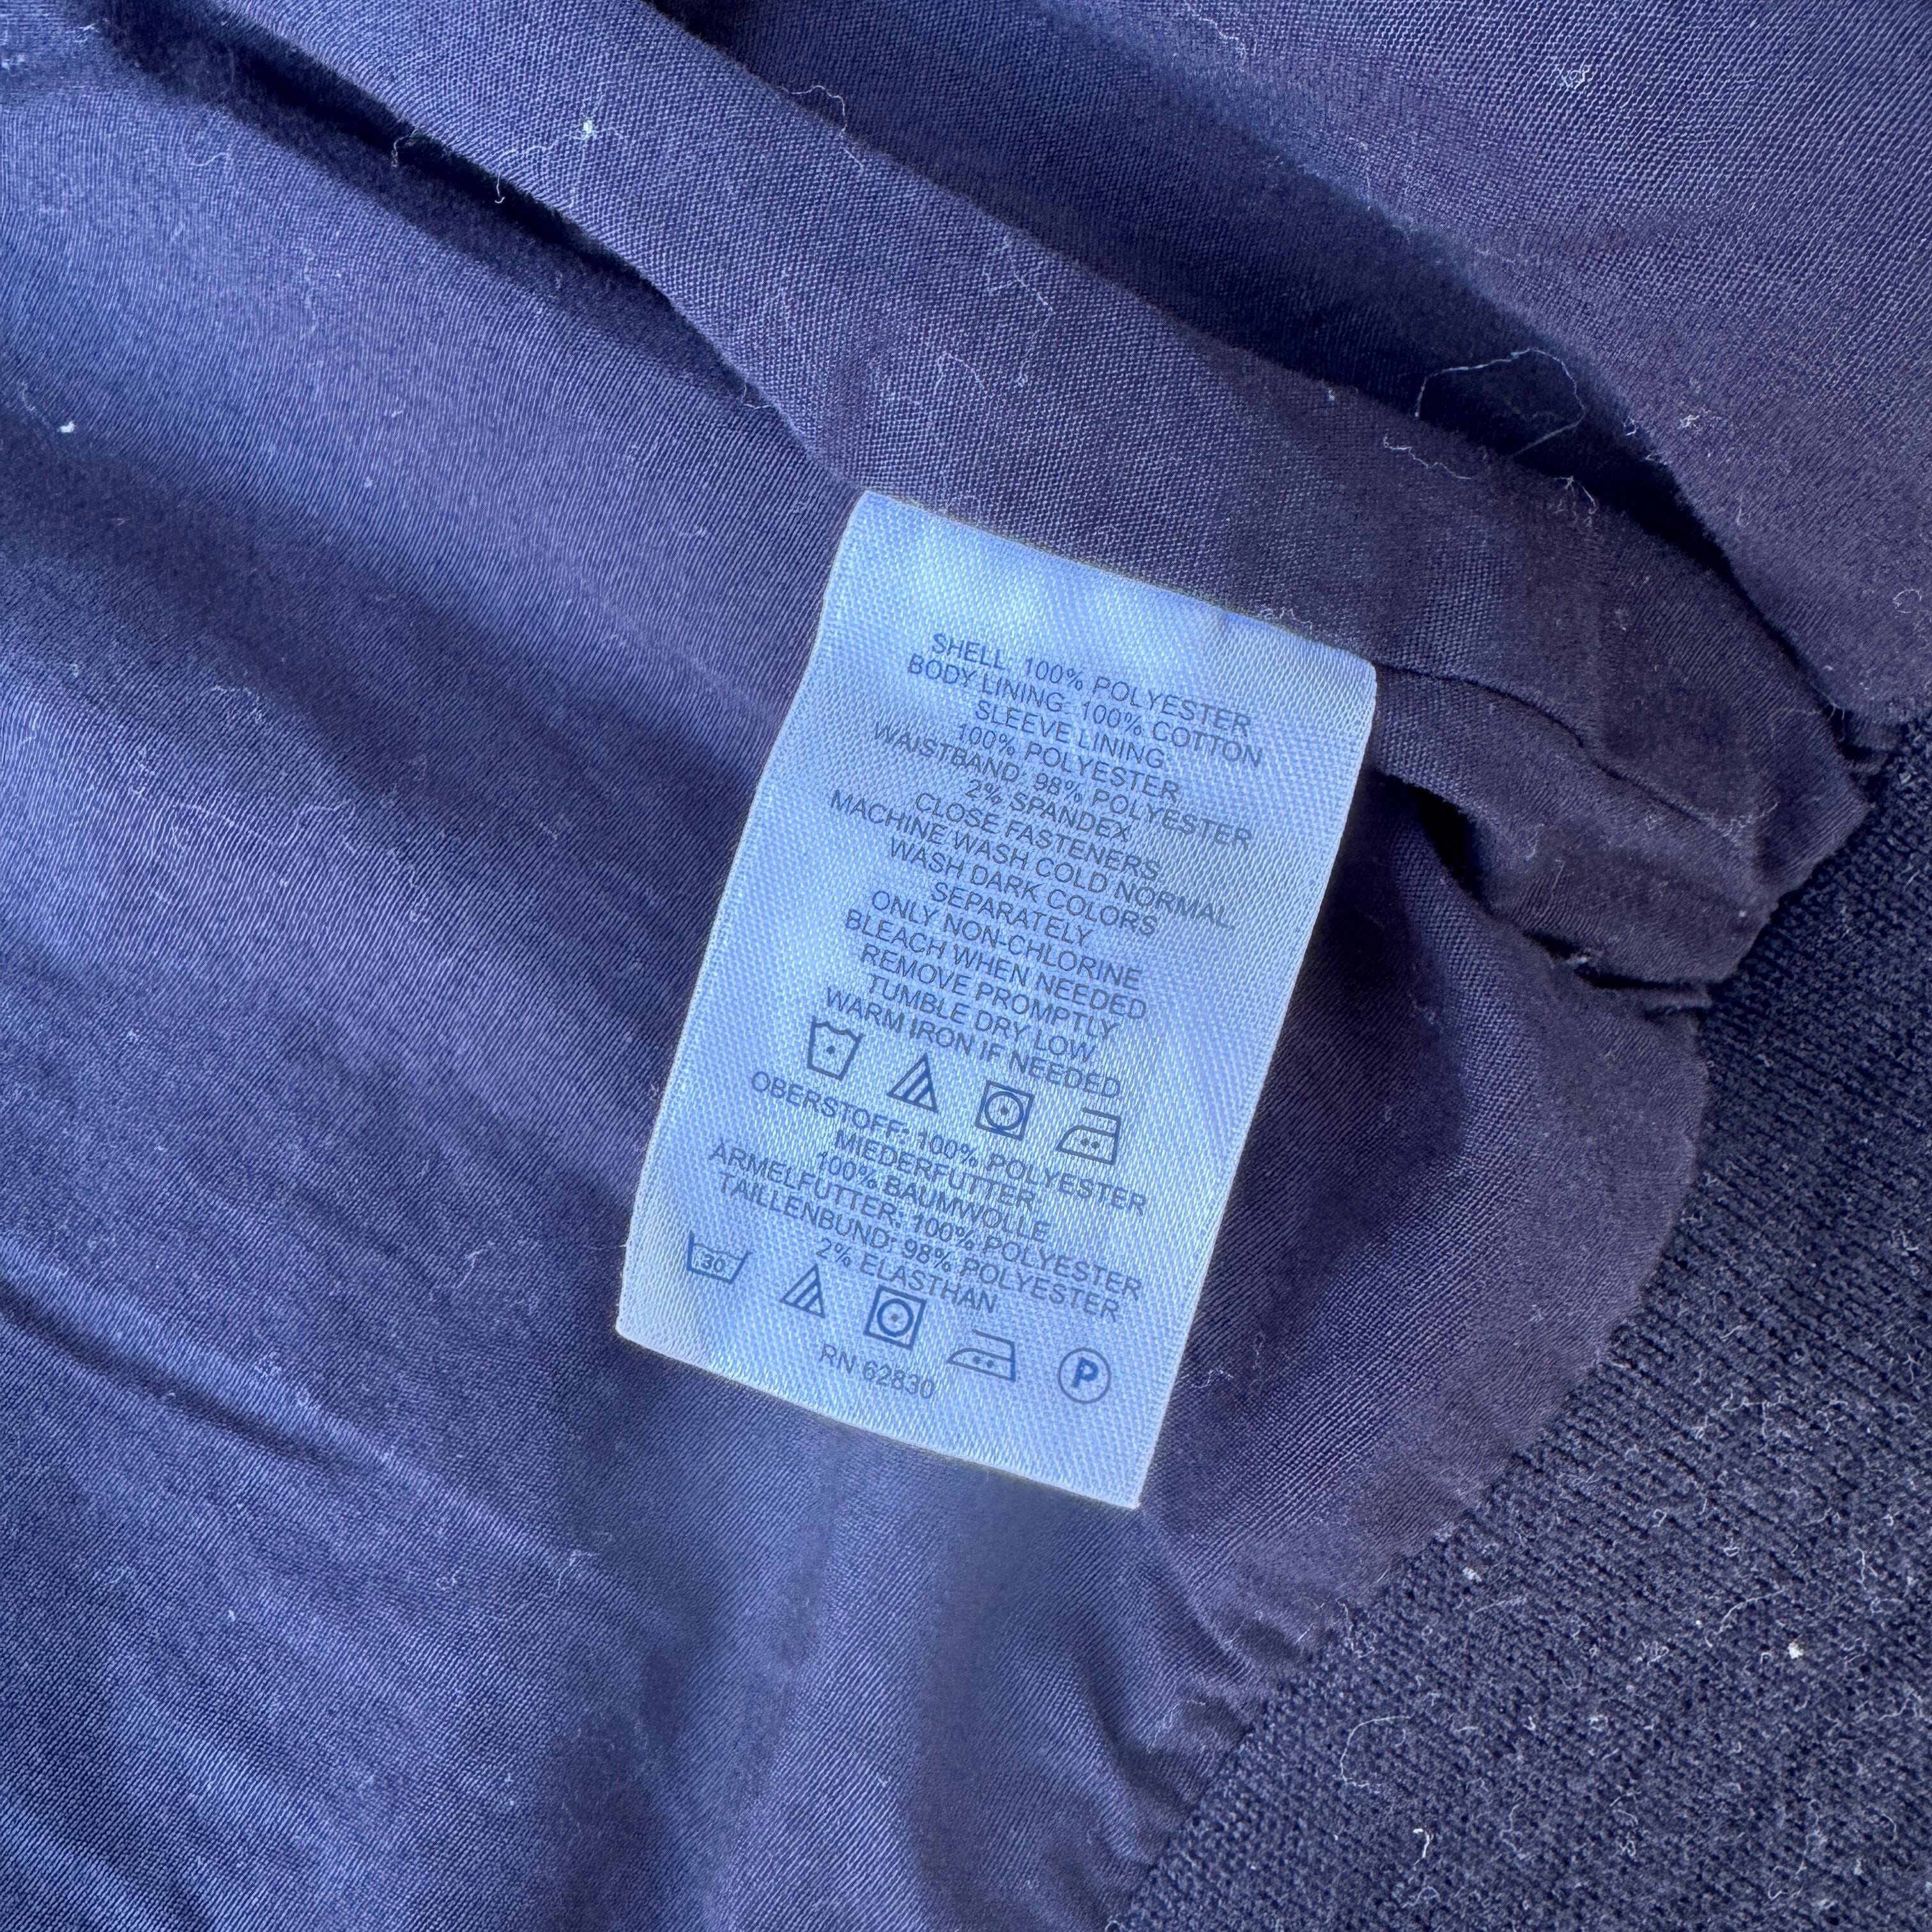 SHELL: 100% POLYESTER
BODY LINING: 100% COTTON
SLEEVE LINING:
100% POLYESTER
WAISTBAND: 98% POLYESTER
2% SPANDEX
CLOSE FASTENERS,
MACHINE WASH COLD NORMAL,
WASH DARK COLORS
SEPARATELY
ONLY NON-CHLORINE
BLEACH WHEN NEEDED
REMOVE PROMPTLY
TUMBLE DRY LOW
WARM IRON IF NEEDED
OBERSTOFF: 100% POLYESTER
MIEDERFUTTER:
100% BAUMWOLLE
ARMELFUTTER: 100% POLYESTER
TAILLENBUND: 98% POLYESTER
2% ELASTHAN
30
P
RN 62830